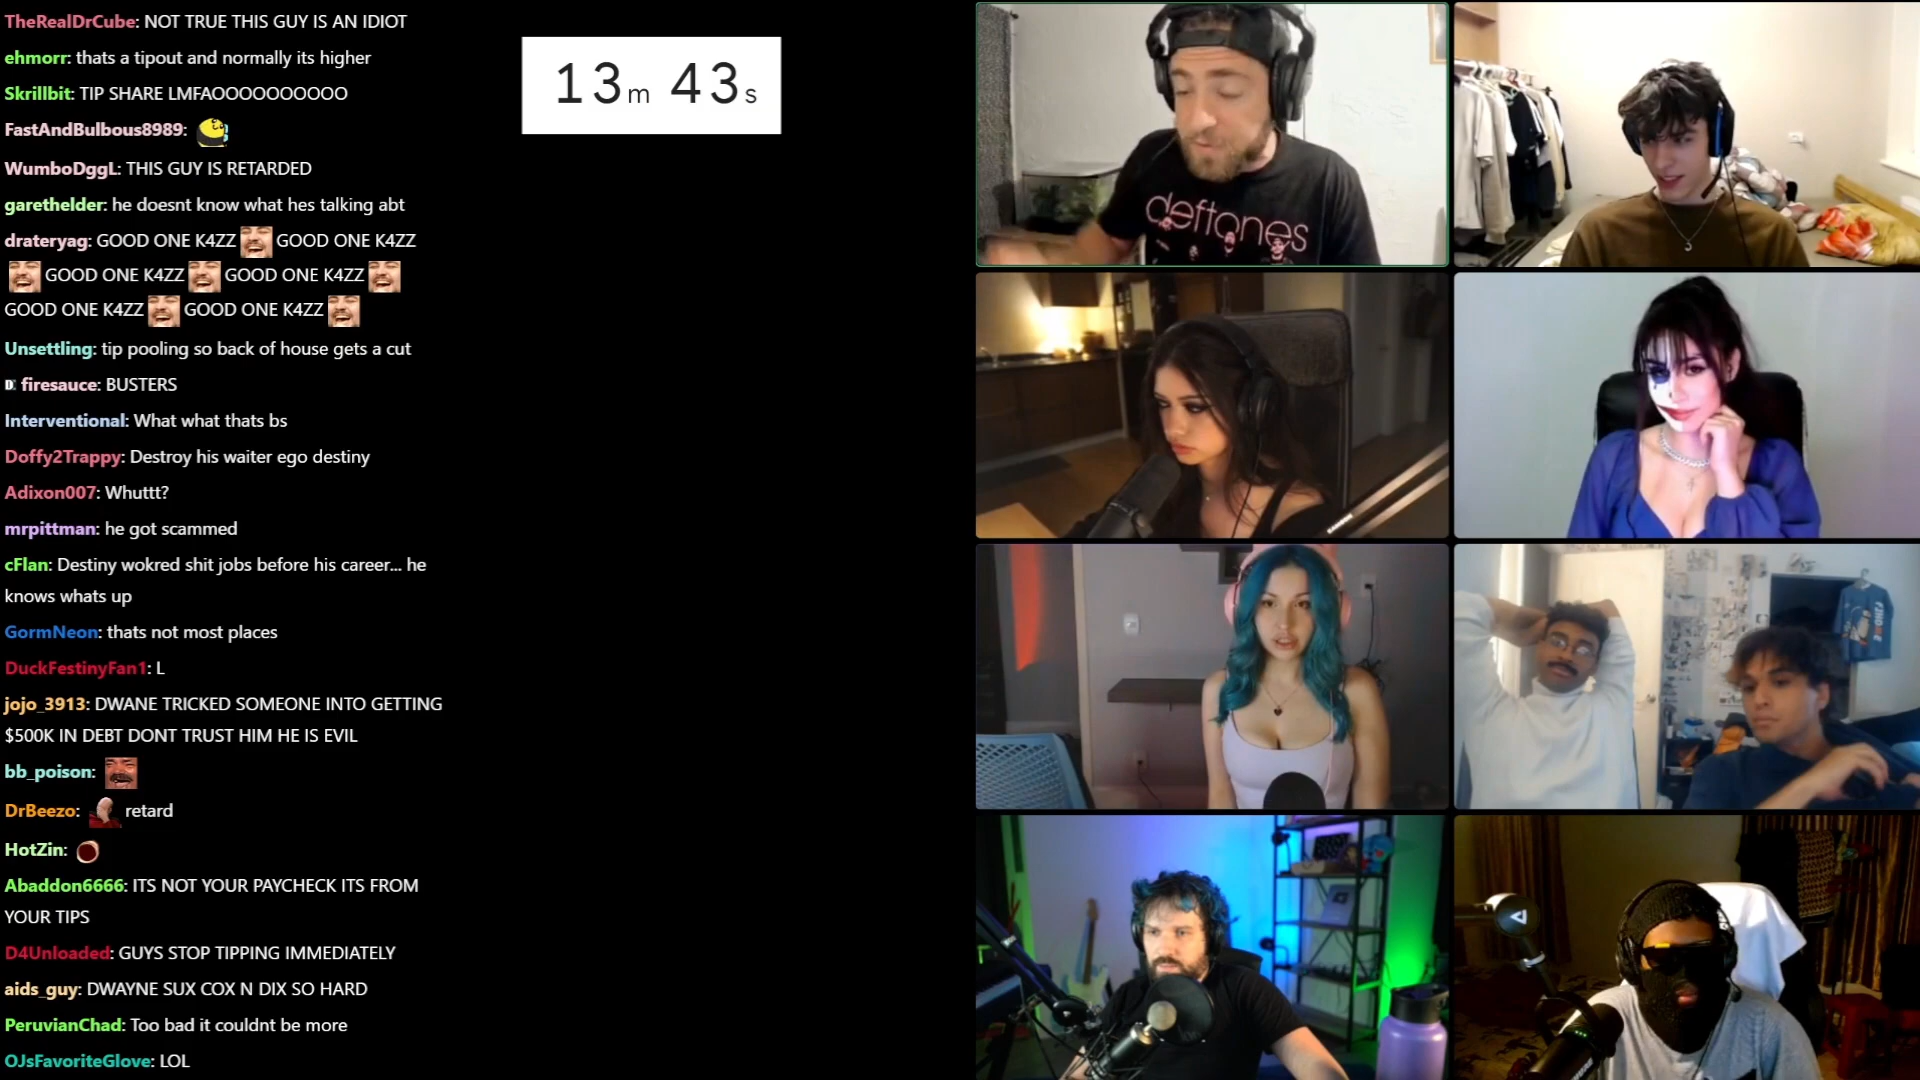 TheRealDrCube: NOT TRUE THIS GUY IS AN IDIOT
ehmorr: thats a tipout and normally its higher
Skrillbit: TIP SHARE LMFAOOOOOOOOOO
FastAndBulbous8989:
WumboDggL: THIS GUY IS RETARDED
garethelder: he doesnt know what hes talking abt
drateryag: GOOD ONE K4ZZ GOOD ONE K4ZZ
GOOD ONE K4ZZ GOOD ONE K4ZZ
GOOD ONE K4ZZ GOOD ONE K4ZZ
Unsettling: tip pooling so back of house gets a cut
D firesauce: BUSTERS
Interventional: What what thats bs
Doffy2Trappy: Destroy his waiter ego destiny
Adixon007: Whuttt?
mrpittman: he got scammed
cFlan: Destiny wokred shit jobs before his career... he
knows whats up
GormNeon: thats not most places
DuckFestinyFan1: L
jojo_3913: DWANE TRICKED SOMEONE INTO GETTING
$500K IN DEBT DONT TRUST HIM HE IS EVIL
bb_poison:
DrBeezo: retard
HotZin:
Abaddon6666: ITS NOT YOUR PAYCHECK ITS FROM
YOUR TIPS
D4Unloaded: GUYS STOP TIPPING IMMEDIATELY
aids_guy: DWAYNE SUX COX N DIX SO HARD
PeruvianChad: Too bad it couldnt be more
OJsFavoriteGlove: LOL
13m 43s
deftones